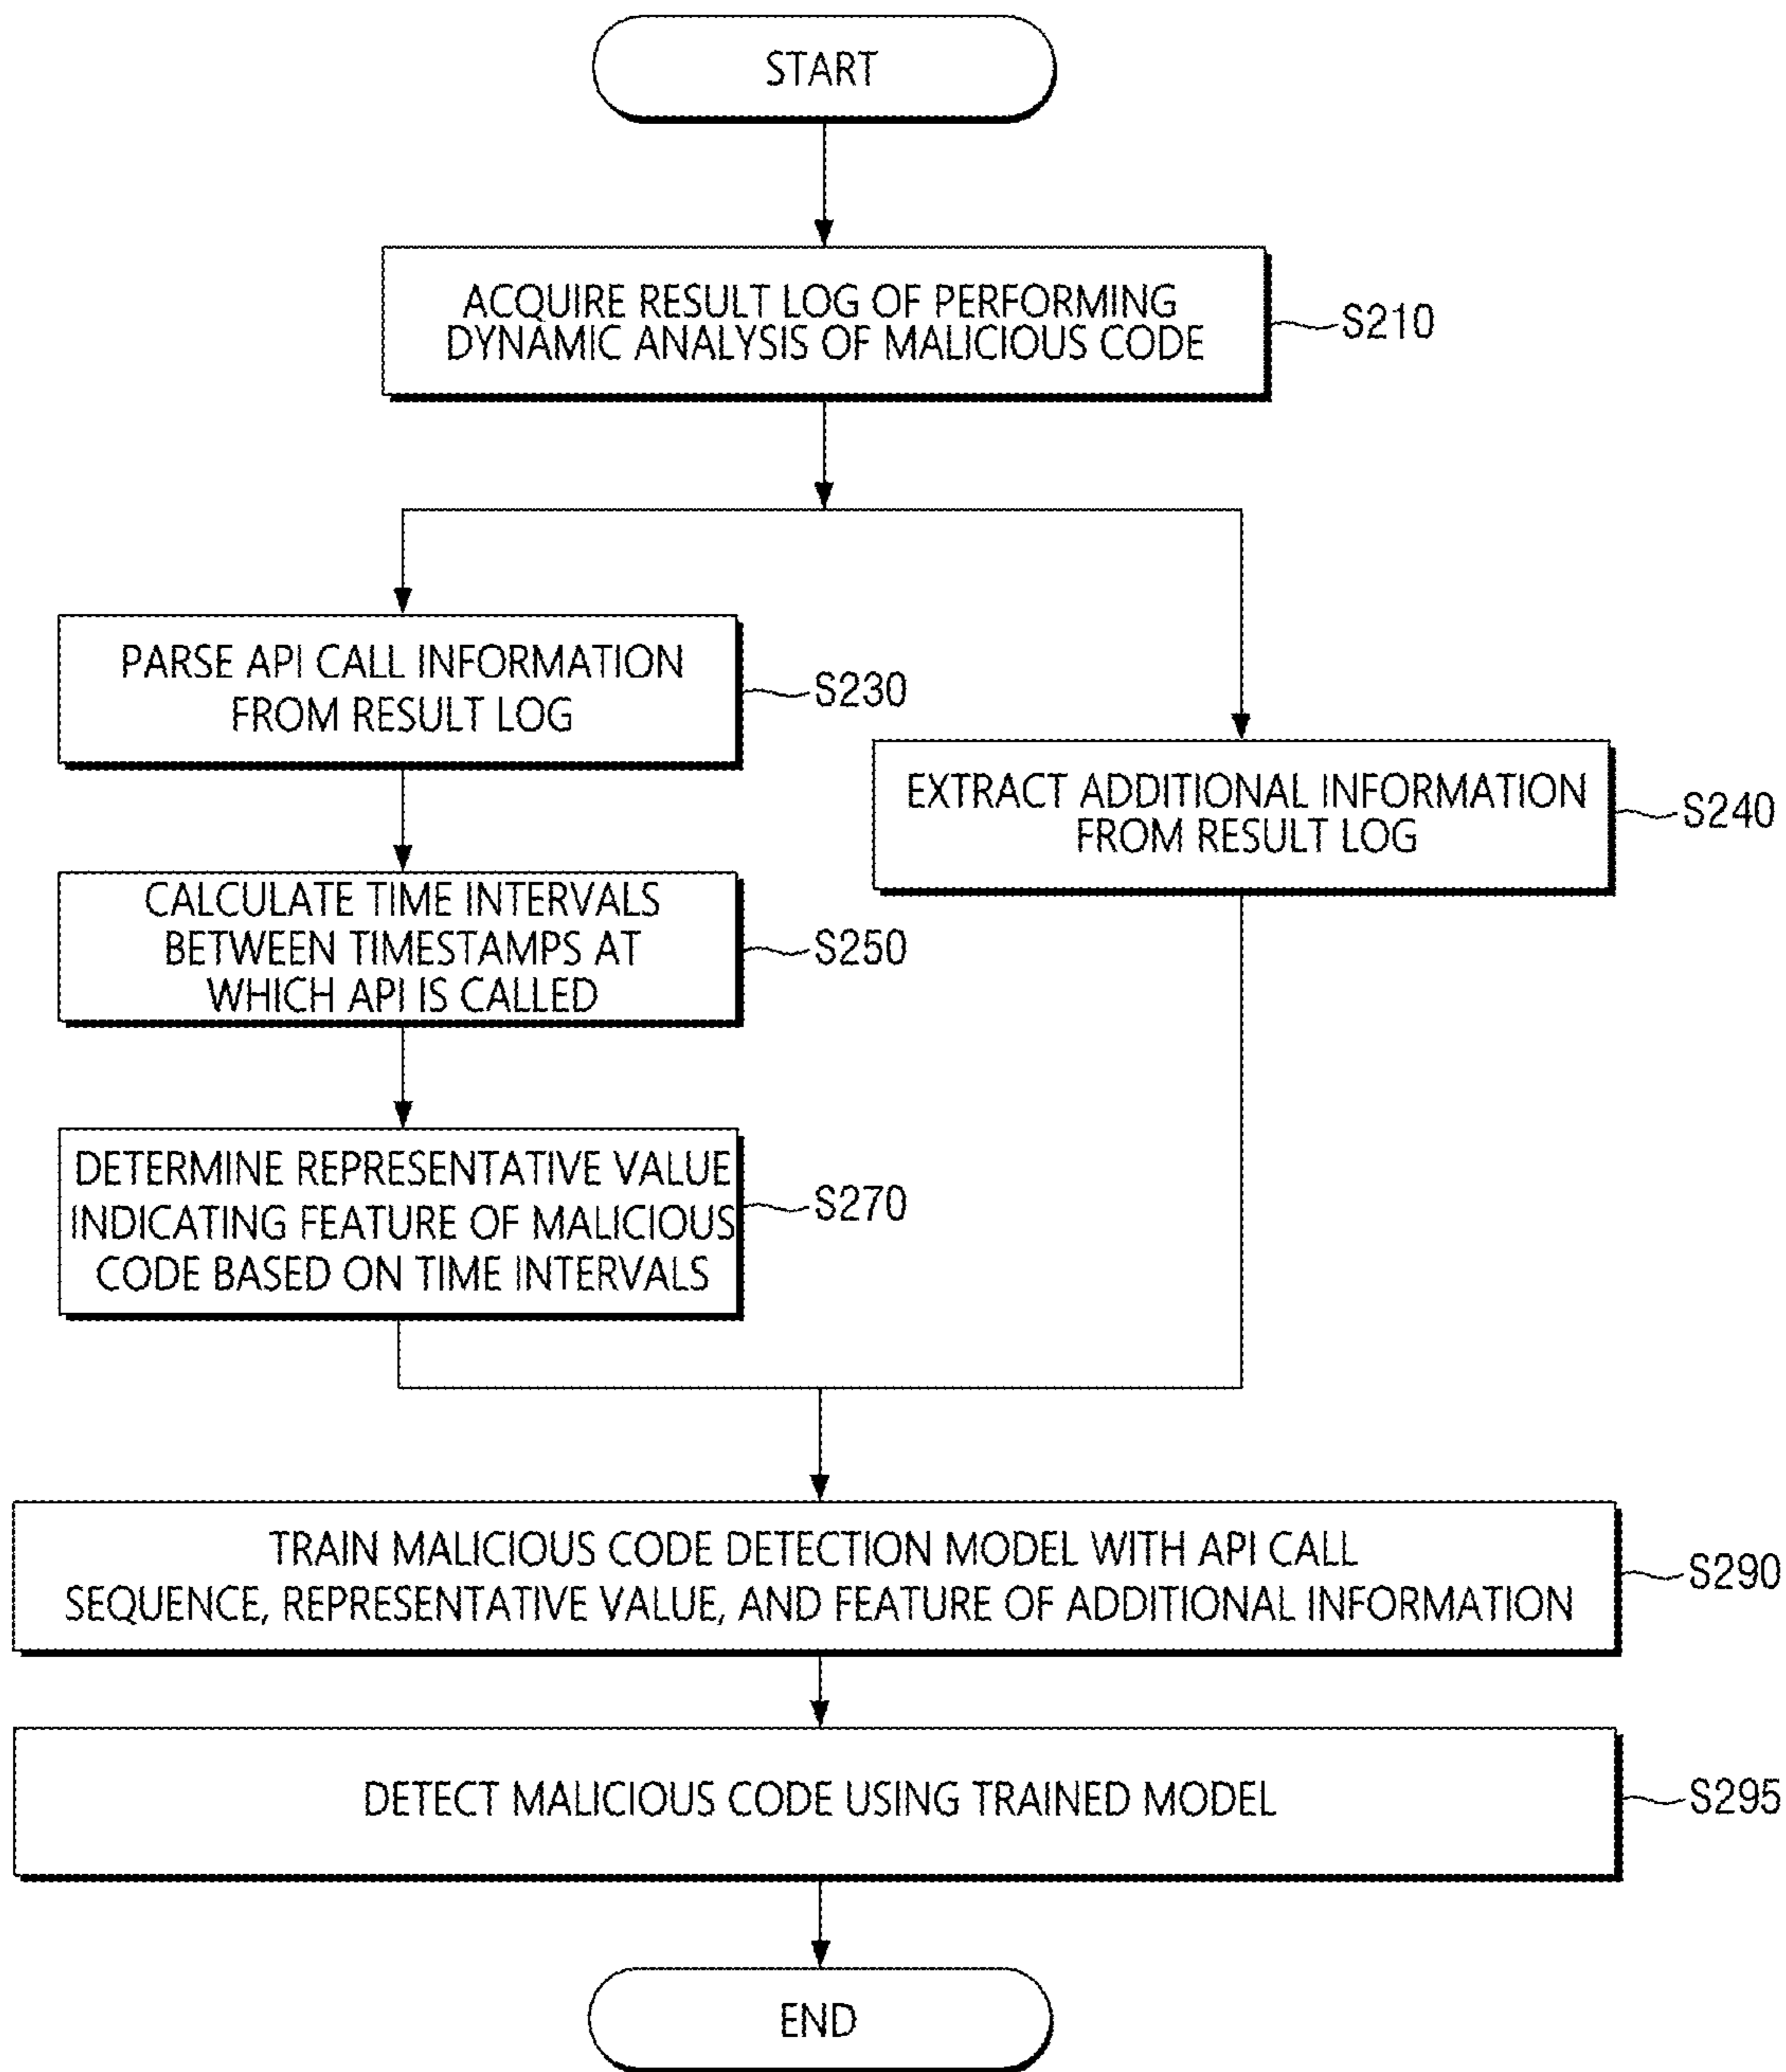 START
ACQUIRE RESULT LOG OF PERFORMING
DYNAMIC ANALYSIS OF MALICIOUS CODE
S210
PARSE API CALL INFORMATION
FROM RESULT LOG
S230
EXTRACT ADDITIONAL INFORMATION
FROM RESULT LOG
S240
CALCULATE TIME INTERVALS
BETWEEN TIMESTAMPS AT
WHICH API IS CALLED
S250
DETERMINE REPRESENTATIVE VALUE
INDICATING FEATURE OF MALICIOUS
CODE BASED ON TIME INTERVALS
S270
TRAIN MALICIOUS CODE DETECTION MODEL WITH API CALL
SEQUENCE, REPRESENTATIVE VALUE, AND FEATURE OF ADDITIONAL INFORMATION
S290
DETECT MALICIOUS CODE USING TRAINED MODEL
S295
END